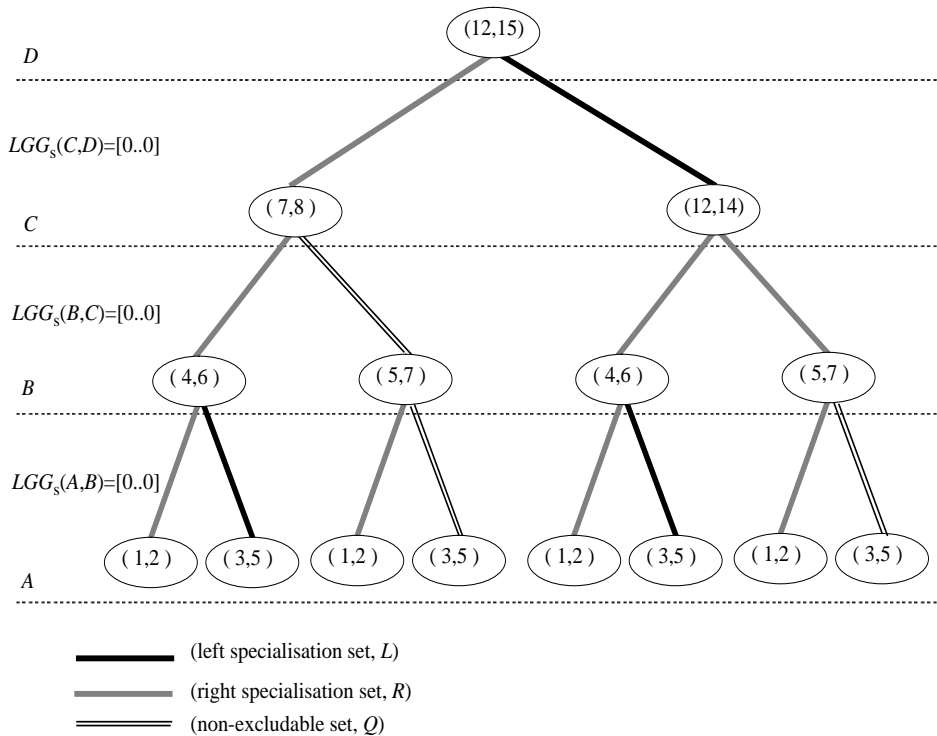 (12,15)
D
LGGs(C,D)=[0..0]
( 7,8 ) (12,14)
C
LGGs(B,C)=[0..0]
( 4,6 ) ( 5,7 ) ( 4,6 ) ( 5,7 )
B
LGGs(A,B)=[0..0]
( 1,2 ) ( 3,5 ) ( 1,2 ) ( 3,5 ) ( 1,2 ) ( 3,5 ) ( 1,2 ) ( 3,5 )
A
(left specialisation set, L)
(right specialisation set, R)
(non-excludable set, Q)